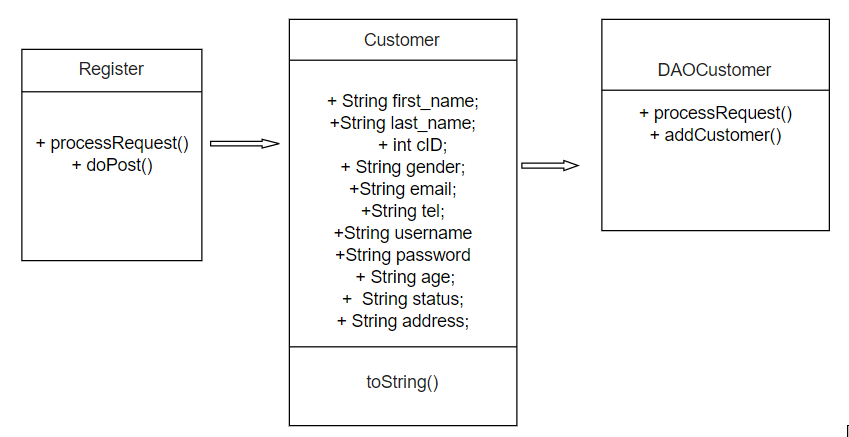 Register
+ processRequest()
+ doPost()
Customer
+ String first_name;
+String last_name;
+ int cID;
+ String gender;
+String email;
+String tel;
+String username
+String password
+ String age;
+  String status;
+ String address;
toString()
DAOCustomer
+ processRequest()
+ addCustomer()